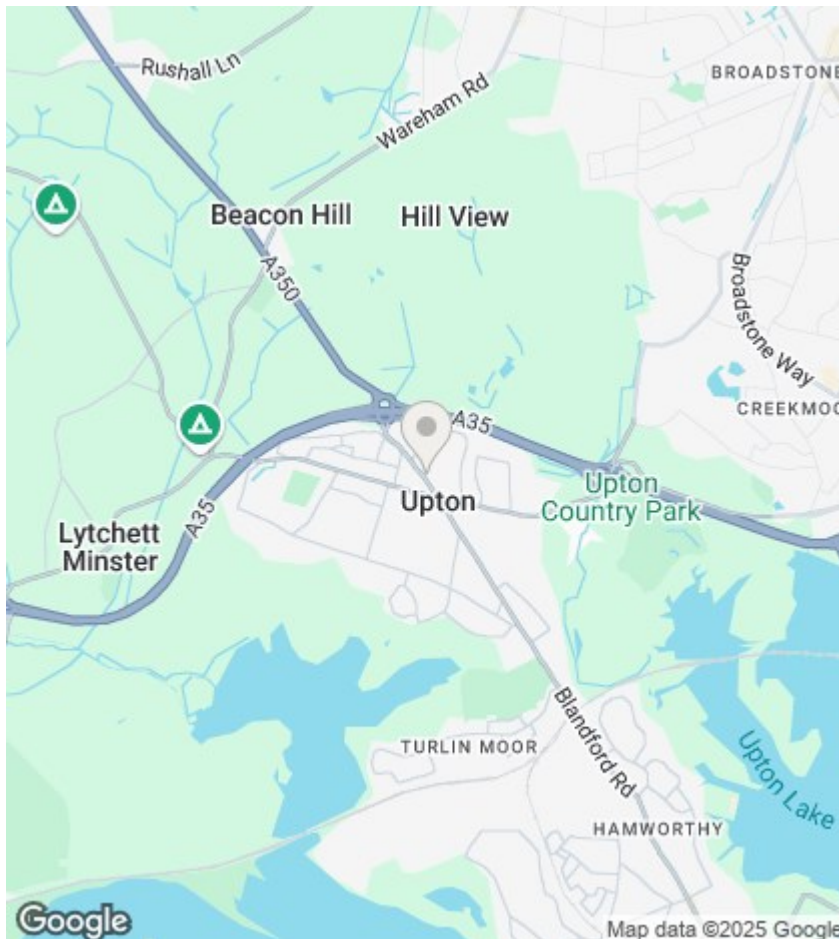 Rushall Ln
BROADSTONE
Wareham Rd
Beacon Hill
Hill View
A350
Broadstone Way
CREEKMOO
A35
Upton
Upton
Country Park
A35
Lytchett
Minster
Blandford Rd
TURLIN MOOR
Upton Lake
HAMWORTHY
Google
Map data ©2025 Google